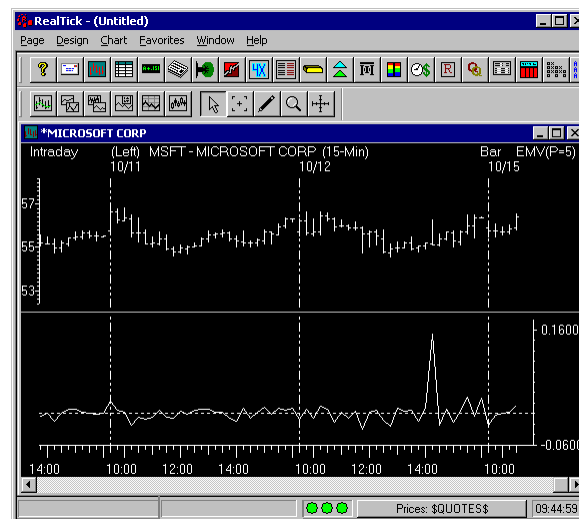 RealTick - (Untitled)
Page Design Chart Favorites Window Help
*MICROSOFT CORP
Intraday (Left) MSFT - MICROSOFT CORP (15-Min) Bar EMV(P=5)
10/11 10/12 10/15
57
55
53
0.1600
-0.0600
14:00 10:00 12:00 14:00 10:00 12:00 14:00 10:00
Prices: $QUOTES$ 09:44:59